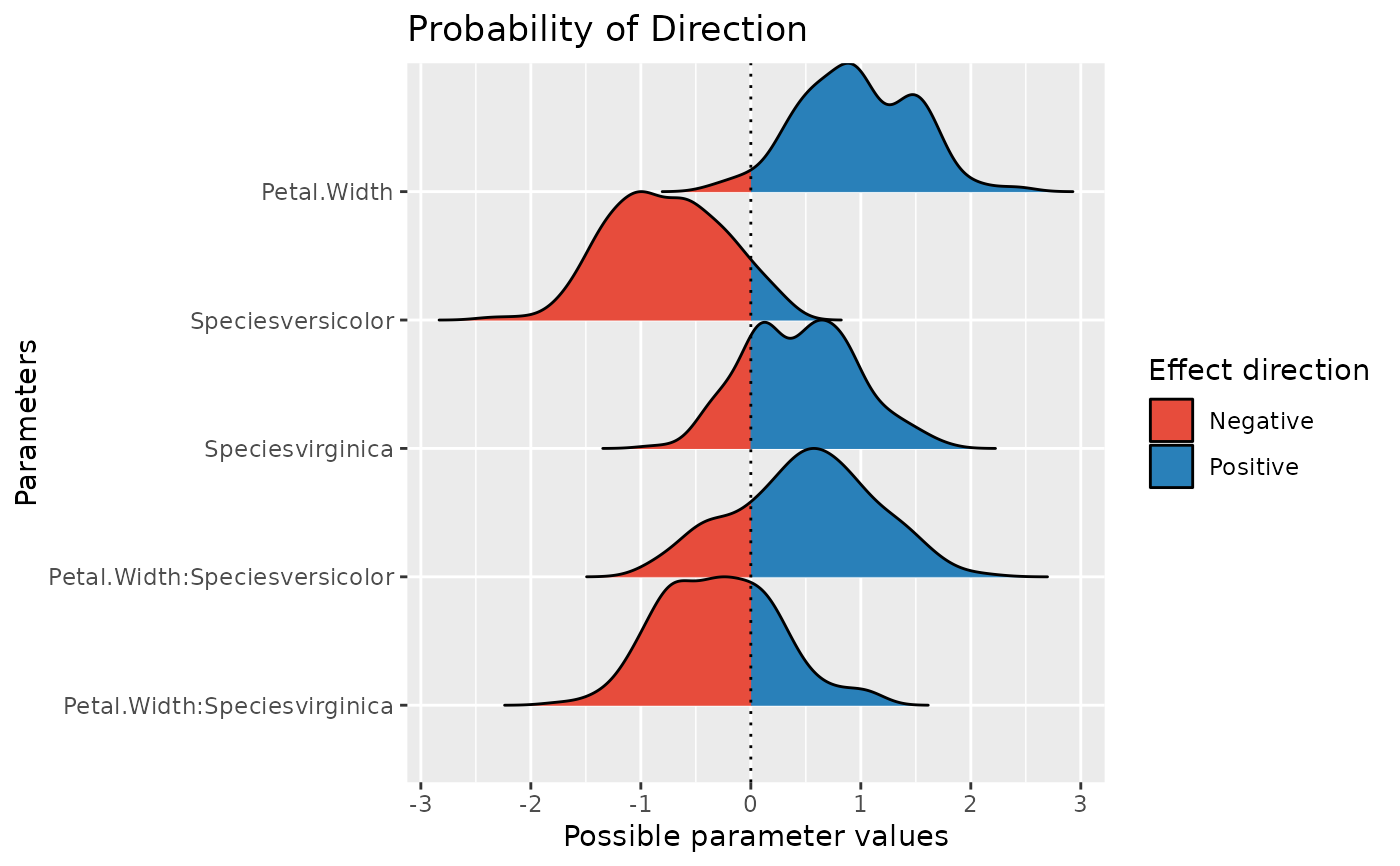 Probability of Direction
Parameters
Petal.Width
Speciesversicolor
Speciesvirginica
Petal.Width:Speciesversicolor
Petal.Width:Speciesvirginica
-3 -2 -1 0 1 2 3
Possible parameter values
Effect direction
Negative
Positive